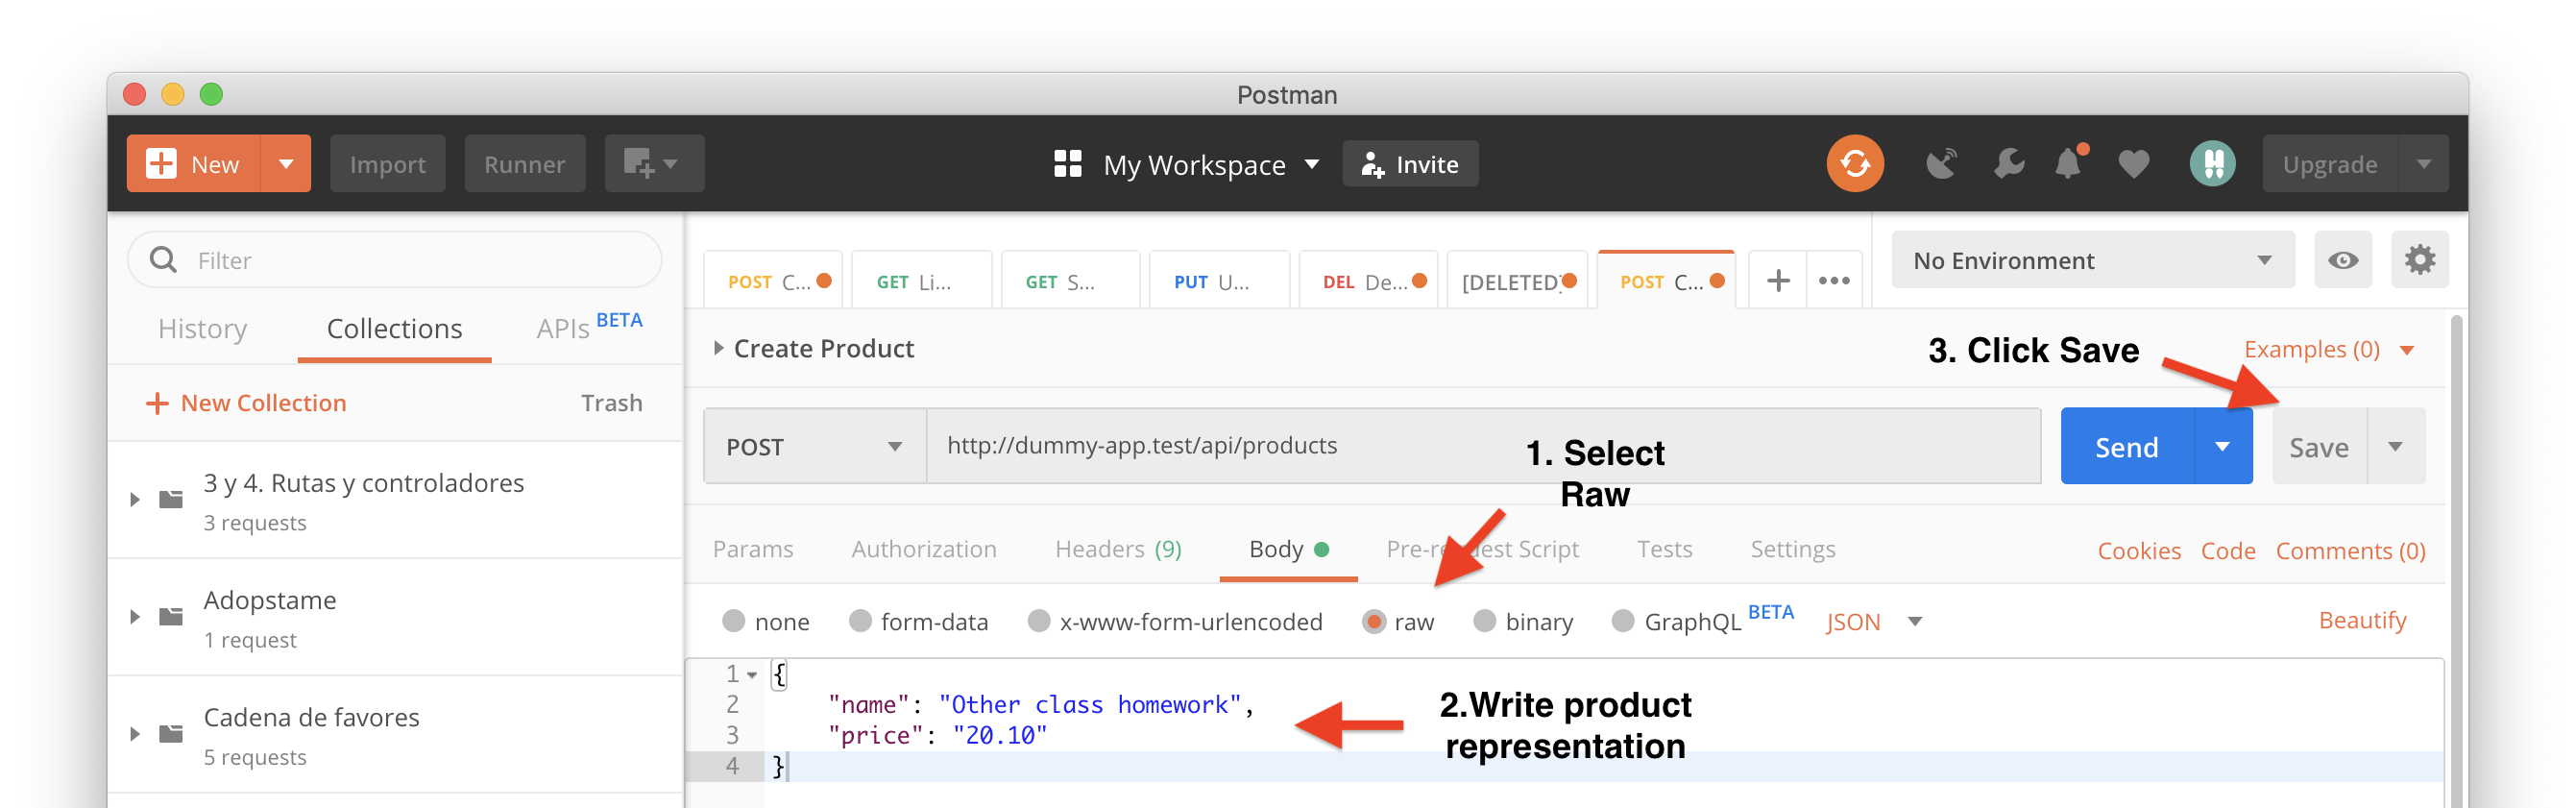 Postman
New Import Runner My Workspace Invite Upgrade
Filter
History Collections APIs BETA
New Collection Trash
3 y 4. Rutas y controladores
3 requests
Adopstame
1 request
Cadena de favores
5 requests
POST C... GET Li... GET S... PUT U... DEL De... [DELETED] POST C... No Environment
Create Product
3. Click Save
Examples (0)
POST http://dummy-app.test/api/products
Send Save
1. Select
Raw
Params Authorization Headers (9) Body Pre-request Script Tests Settings Cookies Code Comments (0)
none form-data x-www-form-urlencoded raw binary GraphQL BETA JSON Beautify
1 {
2 "name": "Other class homework",
3 "price": "20.10"
4 }
2.Write product
representation